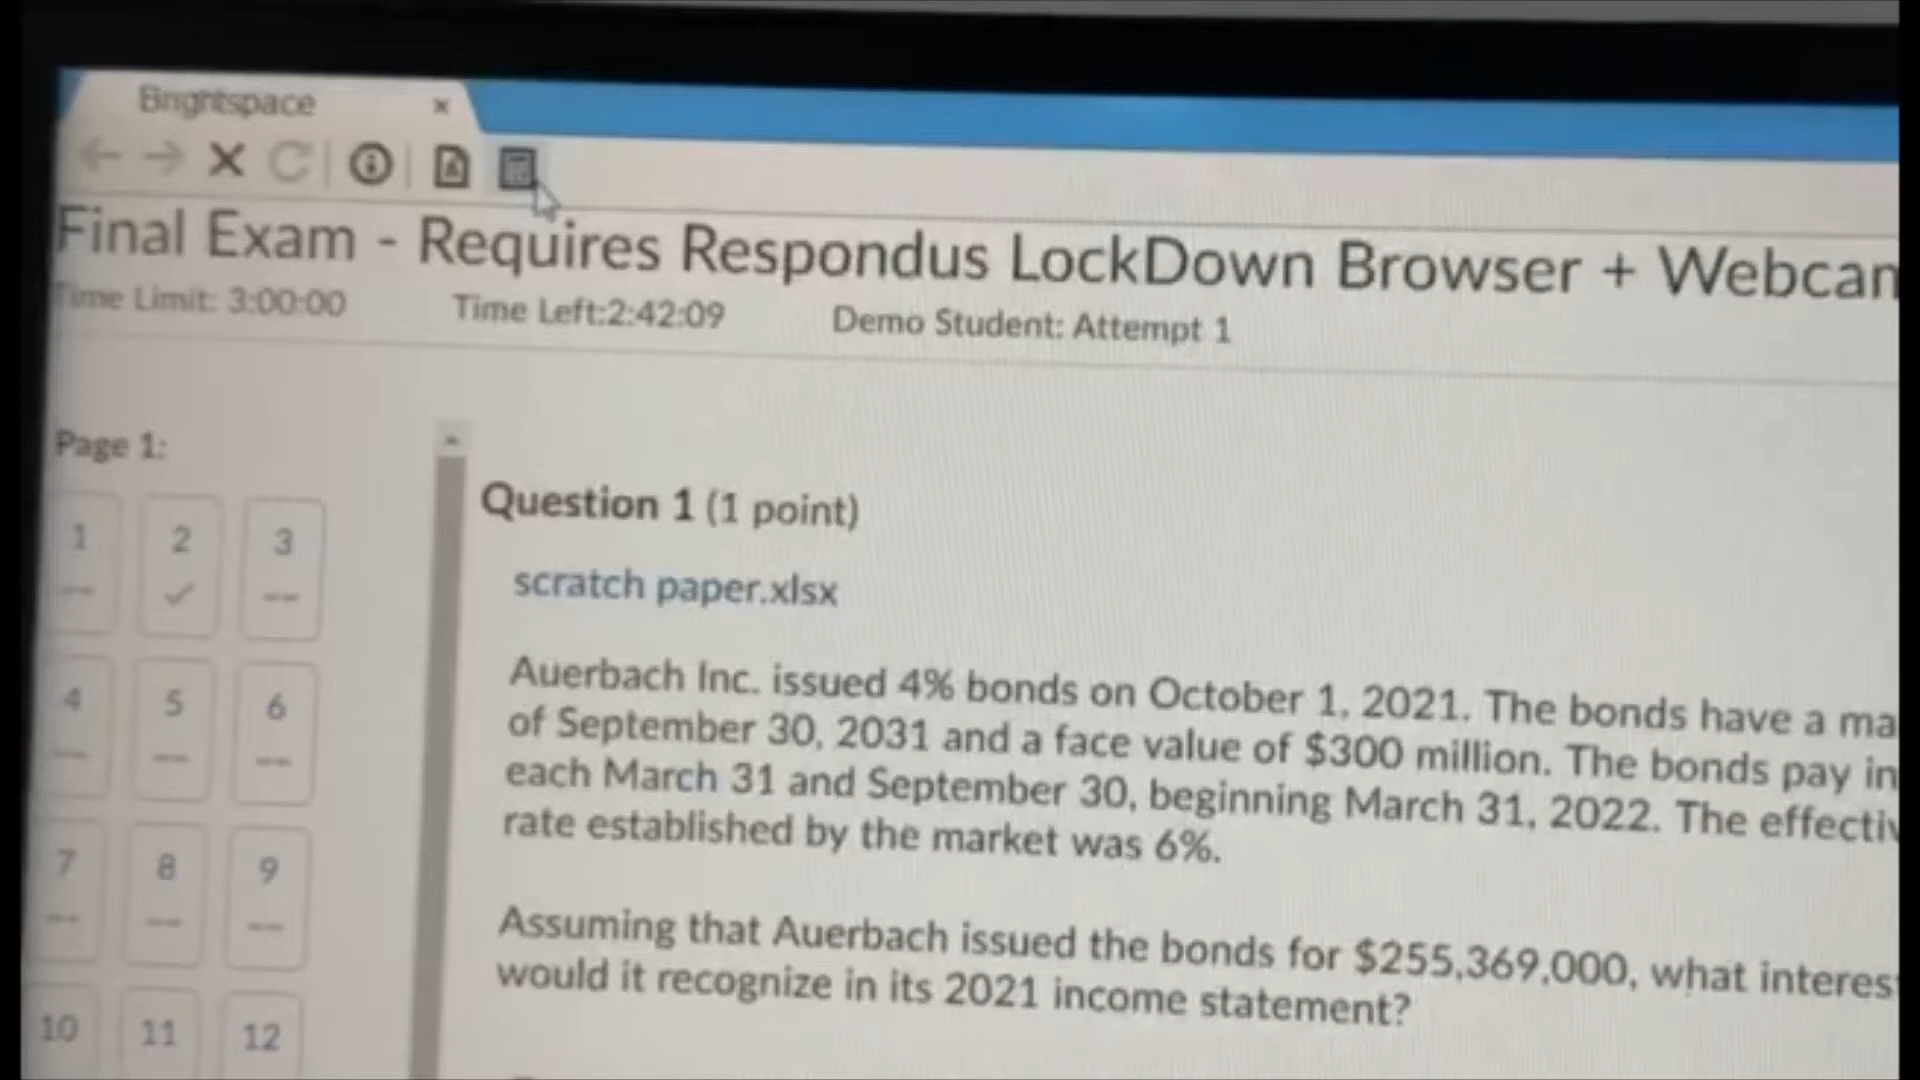 Brightspace
Final Exam - Requires Respondus LockDown Browser + Webcam
Time Limit: 3:00:00 Time Left:2:42:09 Demo Student: Attempt 1
Page 1:
1 2 3
4 5 6
7 8 9
10 11 12
Question 1 (1 point)
scratch paper.xlsx
Auerbach Inc. issued 4% bonds on October 1, 2021. The bonds have a ma
of September 30, 2031 and a face value of $300 million. The bonds pay in
each March 31 and September 30, beginning March 31, 2022. The effectiv
rate established by the market was 6%.
Assuming that Auerbach issued the bonds for $255,369,000, what interes
would it recognize in its 2021 income statement?